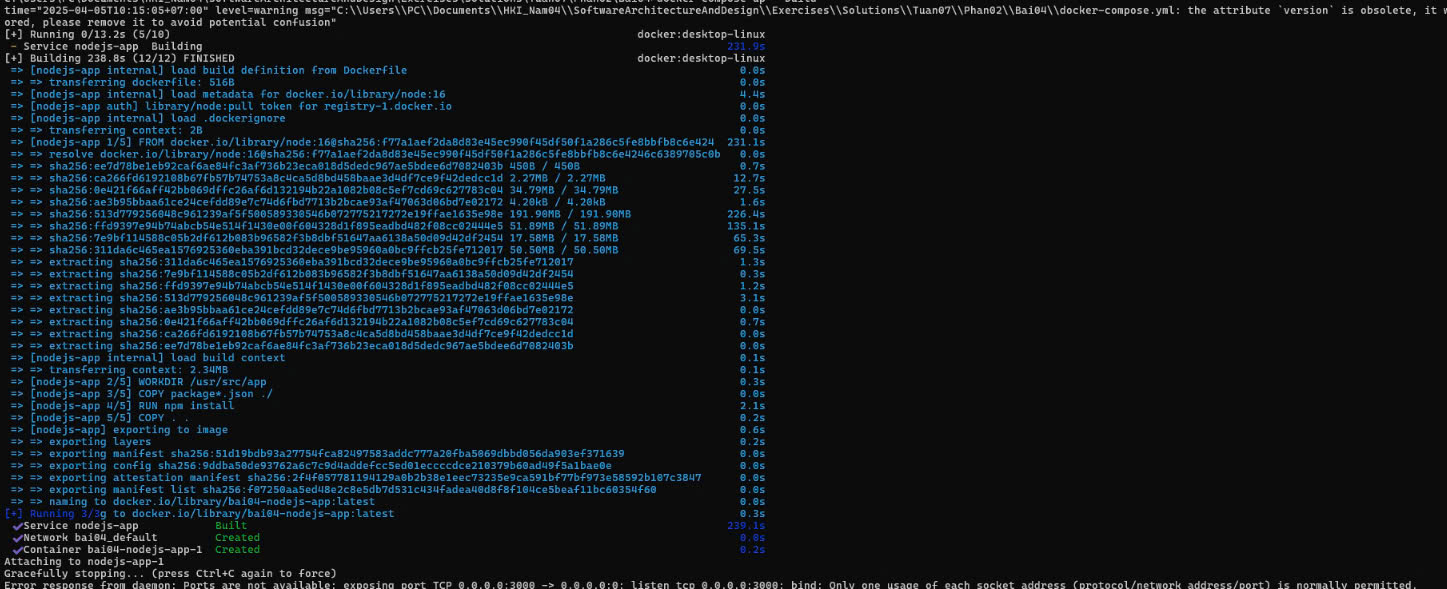 time="2025-04-05T10:15:05+07:00" level=warning msg="C:\\Users\\PC\\Documents\\HKI_Nam04\\SoftwareArchitectureAndDesign\\Exercises\\Solutions\\Tuan07\\Phan02\\Bai04\\docker-compose.yml: the attribute `version` is obsolete, it w
ored, please remove it to avoid potential confusion"
[+] Running 0/13.2s (5/10) docker:desktop-linux
- Service nodejs-app Building 231.9s
[+] Building 238.8s (12/12) FINISHED docker:desktop-linux
=> [nodejs-app internal] load build definition from Dockerfile 0.0s
=> => transferring dockerfile: 516B 0.0s
=> [nodejs-app internal] load metadata for docker.io/library/node:16 4.4s
=> [nodejs-app auth] library/node:pull token for registry-1.docker.io 0.0s
=> [nodejs-app internal] load .dockerignore 0.0s
=> => transferring context: 2B 0.0s
=> [nodejs-app 1/5] FROM docker.io/library/node:16@sha256:f77a1aef2da8d83e45ec990f45df50f1a286c5fe8bbfb8c6e424 231.1s
=> => resolve docker.io/library/node:16@sha256:f77a1aef2da8d83e45ec990f45df50f1a286c5fe8bbfb8c6e4246c6389705c0b 0.0s
=> => sha256:ee7d78be1eb92caf6ae84fc3af736b23eca018d5dedc967ae5bdee6d7082403b 450B / 450B 0.7s
=> => sha256:ca266fd6192108b67fb57b74753a8c4ca5d8bd458baae3d4df7ce9f42dedcc1d 2.27MB / 2.27MB 12.7s
=> => sha256:0e421f66aff42bb069dffc26af6d132194b22a1082b08c5ef7cd69c627783c04 34.79MB / 34.79MB 27.5s
=> => sha256:ae3b95bbaa61ce24cefdd89e7c74d6fbd7713b2bcae93af47063d06bd7e02172 4.20kB / 4.20kB 1.6s
=> => sha256:513d779256048c961239af5f500589330546b072775217272e19ffae1635e98e 191.90MB / 191.90MB 226.4s
=> => sha256:ffd9397e94b74abcb54e514f1430e00f604328d1f895eadbd482f08cc02444e5 51.89MB / 51.89MB 135.1s
=> => sha256:7e9bf114588c05b2df612b083b96582f3b8dbf51647aa6138a50d09d42df2454 17.58MB / 17.58MB 65.3s
=> => sha256:311da6c465ea1576925360eba391bcd32dece9be95960a0bc9ffcb25fe712017 50.50MB / 50.50MB 69.5s
=> => extracting sha256:311da6c465ea1576925360eba391bcd32dece9be95960a0bc9ffcb25fe712017 1.3s
=> => extracting sha256:7e9bf114588c05b2df612b083b96582f3b8dbf51647aa6138a50d09d42df2454 0.3s
=> => extracting sha256:ffd9397e94b74abcb54e514f1430e00f604328d1f895eadbd482f08cc02444e5 1.2s
=> => extracting sha256:513d779256048c961239af5f500589330546b072775217272e19ffae1635e98e 3.1s
=> => extracting sha256:ae3b95bbaa61ce24cefdd89e7c74d6fbd7713b2bcae93af47063d06bd7e02172 0.0s
=> => extracting sha256:0e421f66aff42bb069dffc26af6d132194b22a1082b08c5ef7cd69c627783c04 0.7s
=> => extracting sha256:ca266fd6192108b67fb57b74753a8c4ca5d8bd458baae3d4df7ce9f42dedcc1d 0.0s
=> => extracting sha256:ee7d78be1eb92caf6ae84fc3af736b23eca018d5dedc967ae5bdee6d7082403b 0.0s
=> [nodejs-app internal] load build context 0.1s
=> => transferring context: 2.34MB 0.1s
=> [nodejs-app 2/5] WORKDIR /usr/src/app 0.3s
=> [nodejs-app 3/5] COPY package*.json ./ 0.0s
=> [nodejs-app 4/5] RUN npm install 2.1s
=> [nodejs-app 5/5] COPY . . 0.2s
=> [nodejs-app] exporting to image 0.6s
=> => exporting layers 0.2s
=> => exporting manifest sha256:51d19bdb93a27754fca82497583addc777a20fba5069dbbd056da903ef371639 0.0s
=> => exporting config sha256:9ddba50de93762a6c7c9d4addefcc5ed01eccccdce210379b60ad49f5a1bae0e 0.0s
=> => exporting attestation manifest sha256:2f4f057781194129a0b2b38e1eec73235e9ca591bf77bf973e58592b107c3847 0.0s
=> => exporting manifest list sha256:f07250aa5ed48e2c8e5db7d531c434fadea40d8f8f104ce5beaf11bc60354f60 0.0s
=> => naming to docker.io/library/bai04-nodejs-app:latest 0.0s
[+] Running 3/3g to docker.io/library/bai04-nodejs-app:latest 0.3s
✔Service nodejs-app Built 239.1s
✔Network bai04_default Created 0.0s
✔Container bai04-nodejs-app-1 Created 0.2s
Attaching to nodejs-app-1
Gracefully stopping... (press Ctrl+C again to force)
Error response from daemon: Ports are not available: exposing port TCP 0.0.0.0:3000 -> 0.0.0.0:0: listen tcp 0.0.0.0:3000: bind: Only one usage of each socket address (protocol/network address/port) is normally permitted.